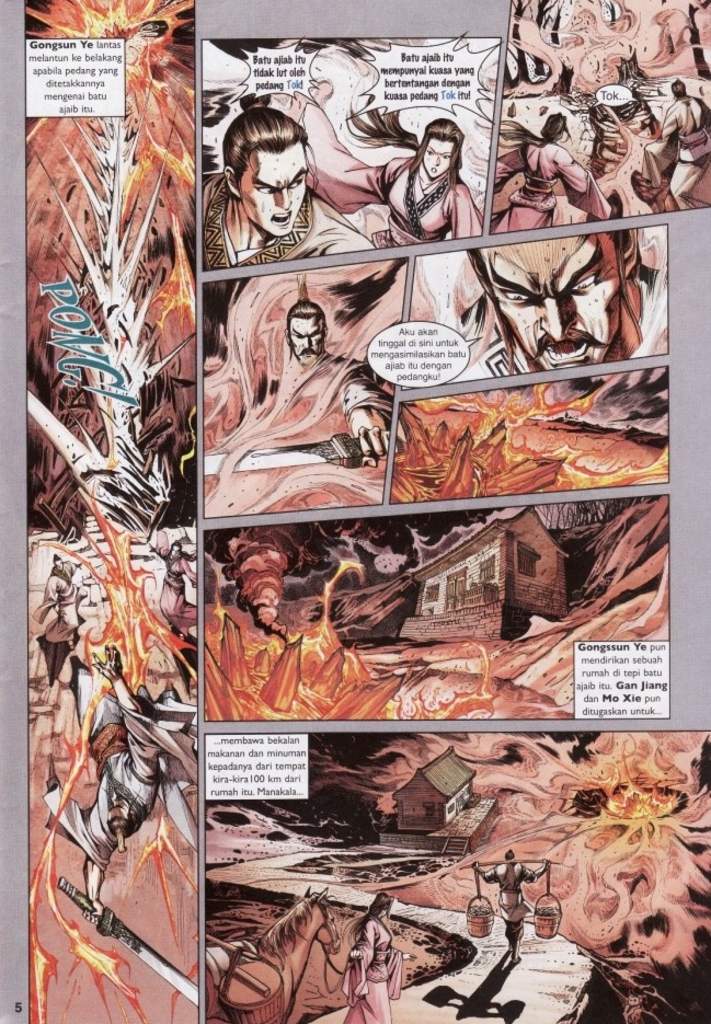 Gongsun Ye lantas
melantun ke belakang
apabila pedang yang
ditetakkannya
mengenai batu
ajaib itu.
PONG!
Batu ajaib itu
tidak lut oleh
pedang Tok!
Batu ajaib itu
mempunyai kuasa yang
bertentangan dengan
kuasa pedang Tok itu!
Tok...
Aku akan
tinggal di sini untuk
mengasimilasikan batu
ajaib itu dengan
pedangku!
Gongssun Ye pun
mendirikan sebuah
rumah di tepi batu
ajaib itu. Gan Jiang
dan Mo Xie pun
ditugaskan untuk...
...membawa bekalan
makanan dan minuman
kepadanya dari tempat
kira-kira100 km dari
rumah itu. Manakala...
5